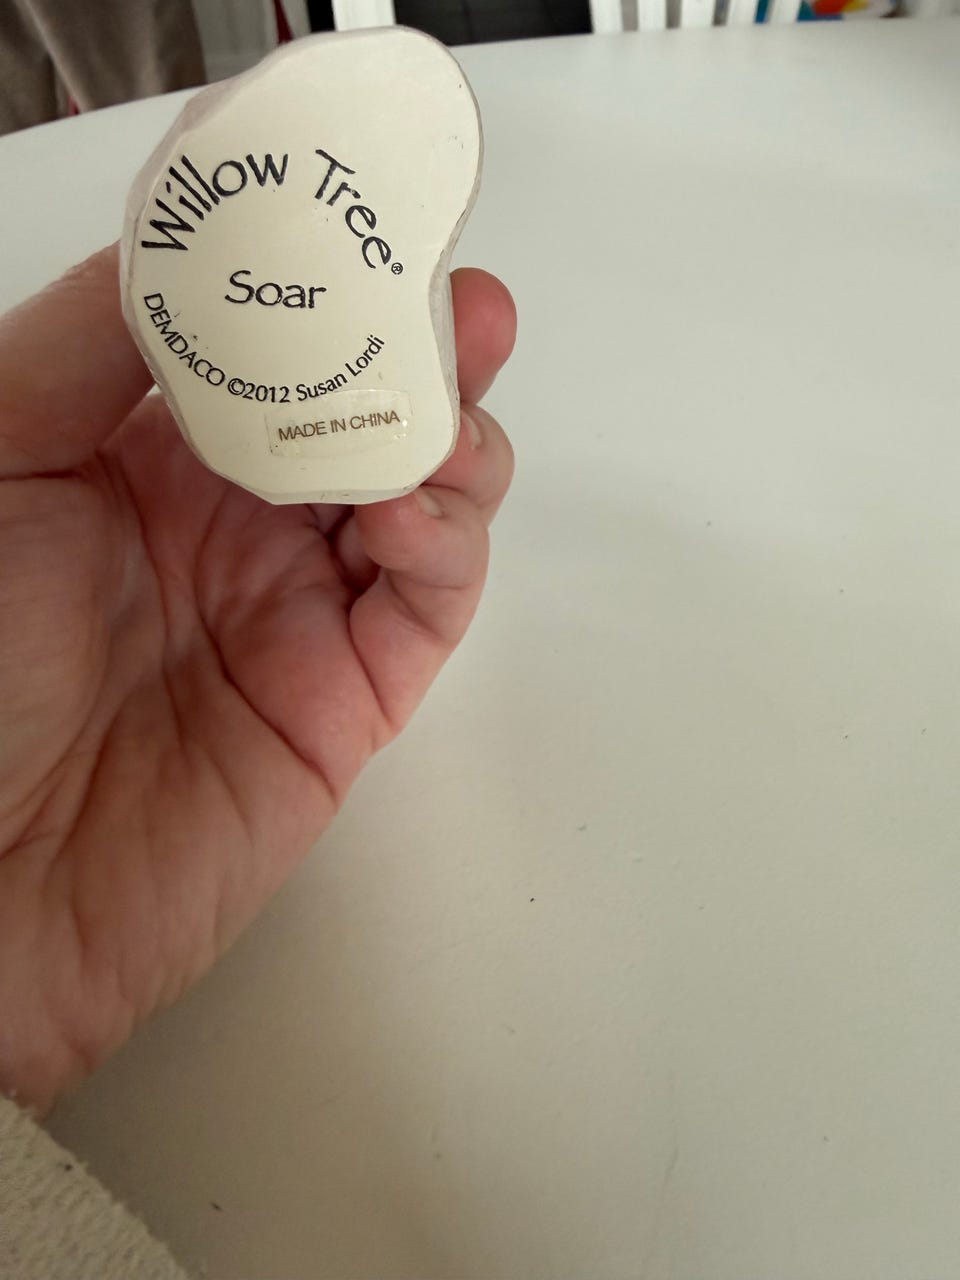 Willow Tree®
Soar
DEMDACO ©2012 Susan Lordi
MADE IN CHINA